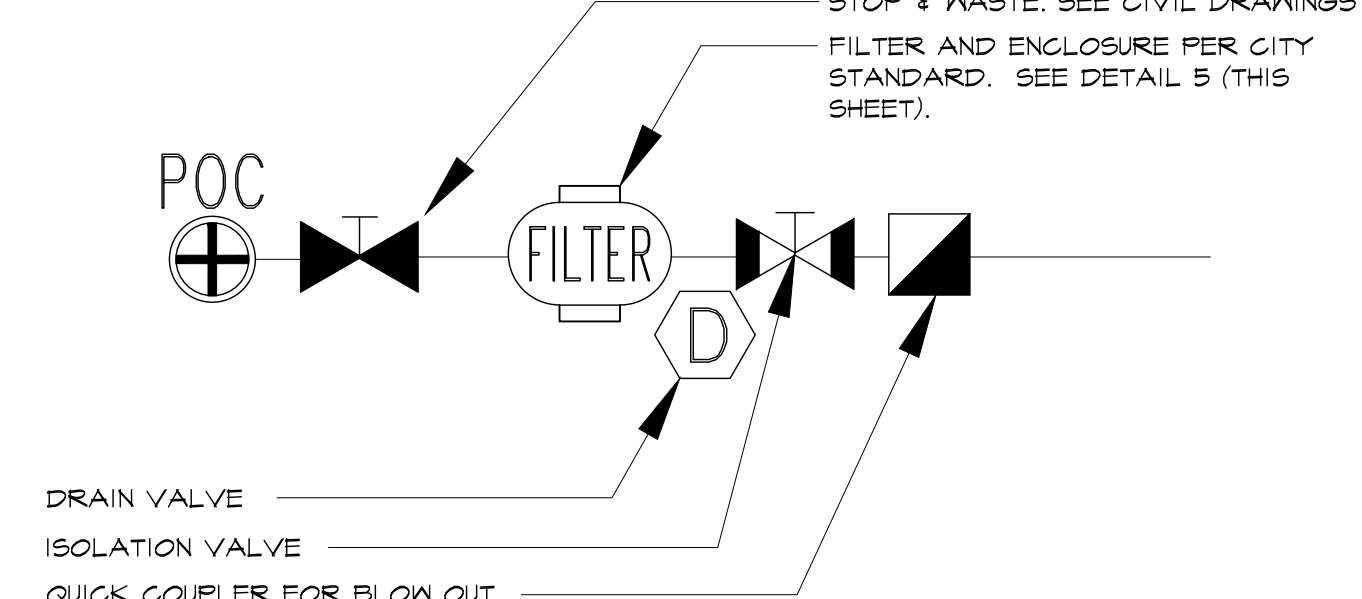 STOP & WASTE. SEE CIVIL DRAWINGS
FILTER AND ENCLOSURE PER CITY
STANDARD. SEE DETAIL 5 (THIS
SHEET).
POC
FILTER
D
DRAIN VALVE
ISOLATION VALVE
QUICK COUPLER FOR BLOW OUT